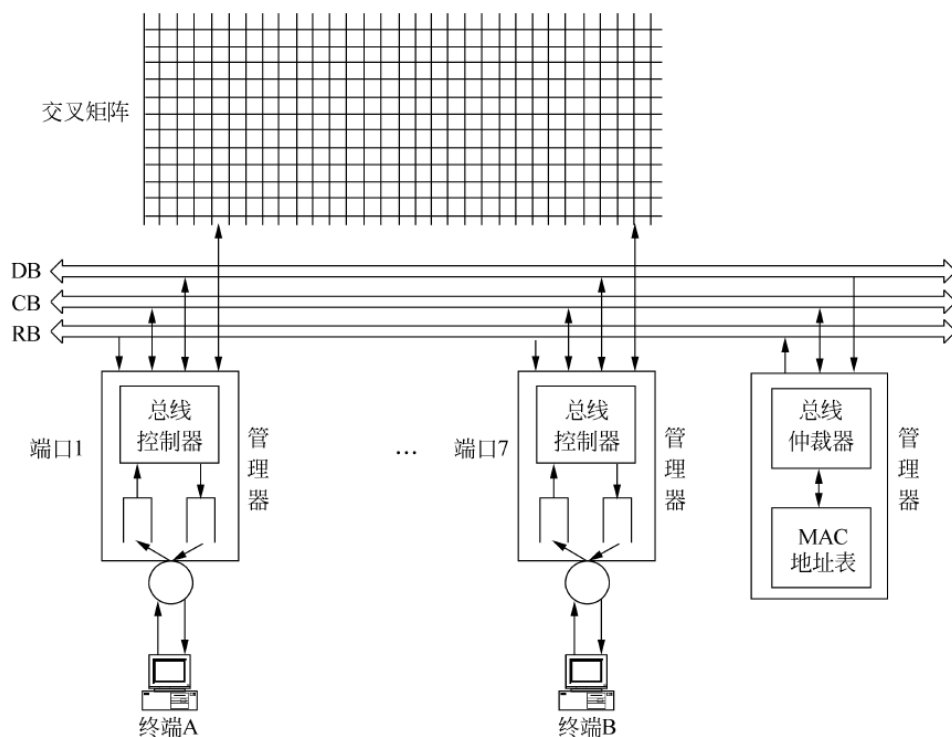 交叉矩阵
DB
CB
RB
端口1
总线
控制器
管
理
器
…
端口7
总线
控制器
管
理
器
总线
仲裁器
MAC
地址表
管
理
器
终端A
终端B